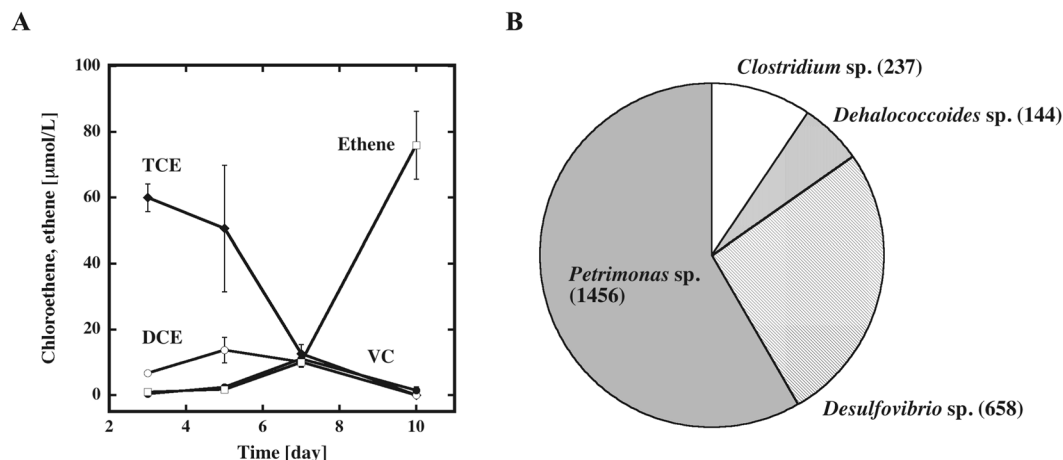 A
Chloroethene, ethene [μmol/L]
100
80
60
40
20
0
TCE
Ethene
DCE
VC
2
4
6
8
10
Time [day]
B
Clostridium sp. (237)
Dehalococcoides sp. (144)
Petrimonas sp.
(1456)
Desulfovibrio sp. (658)